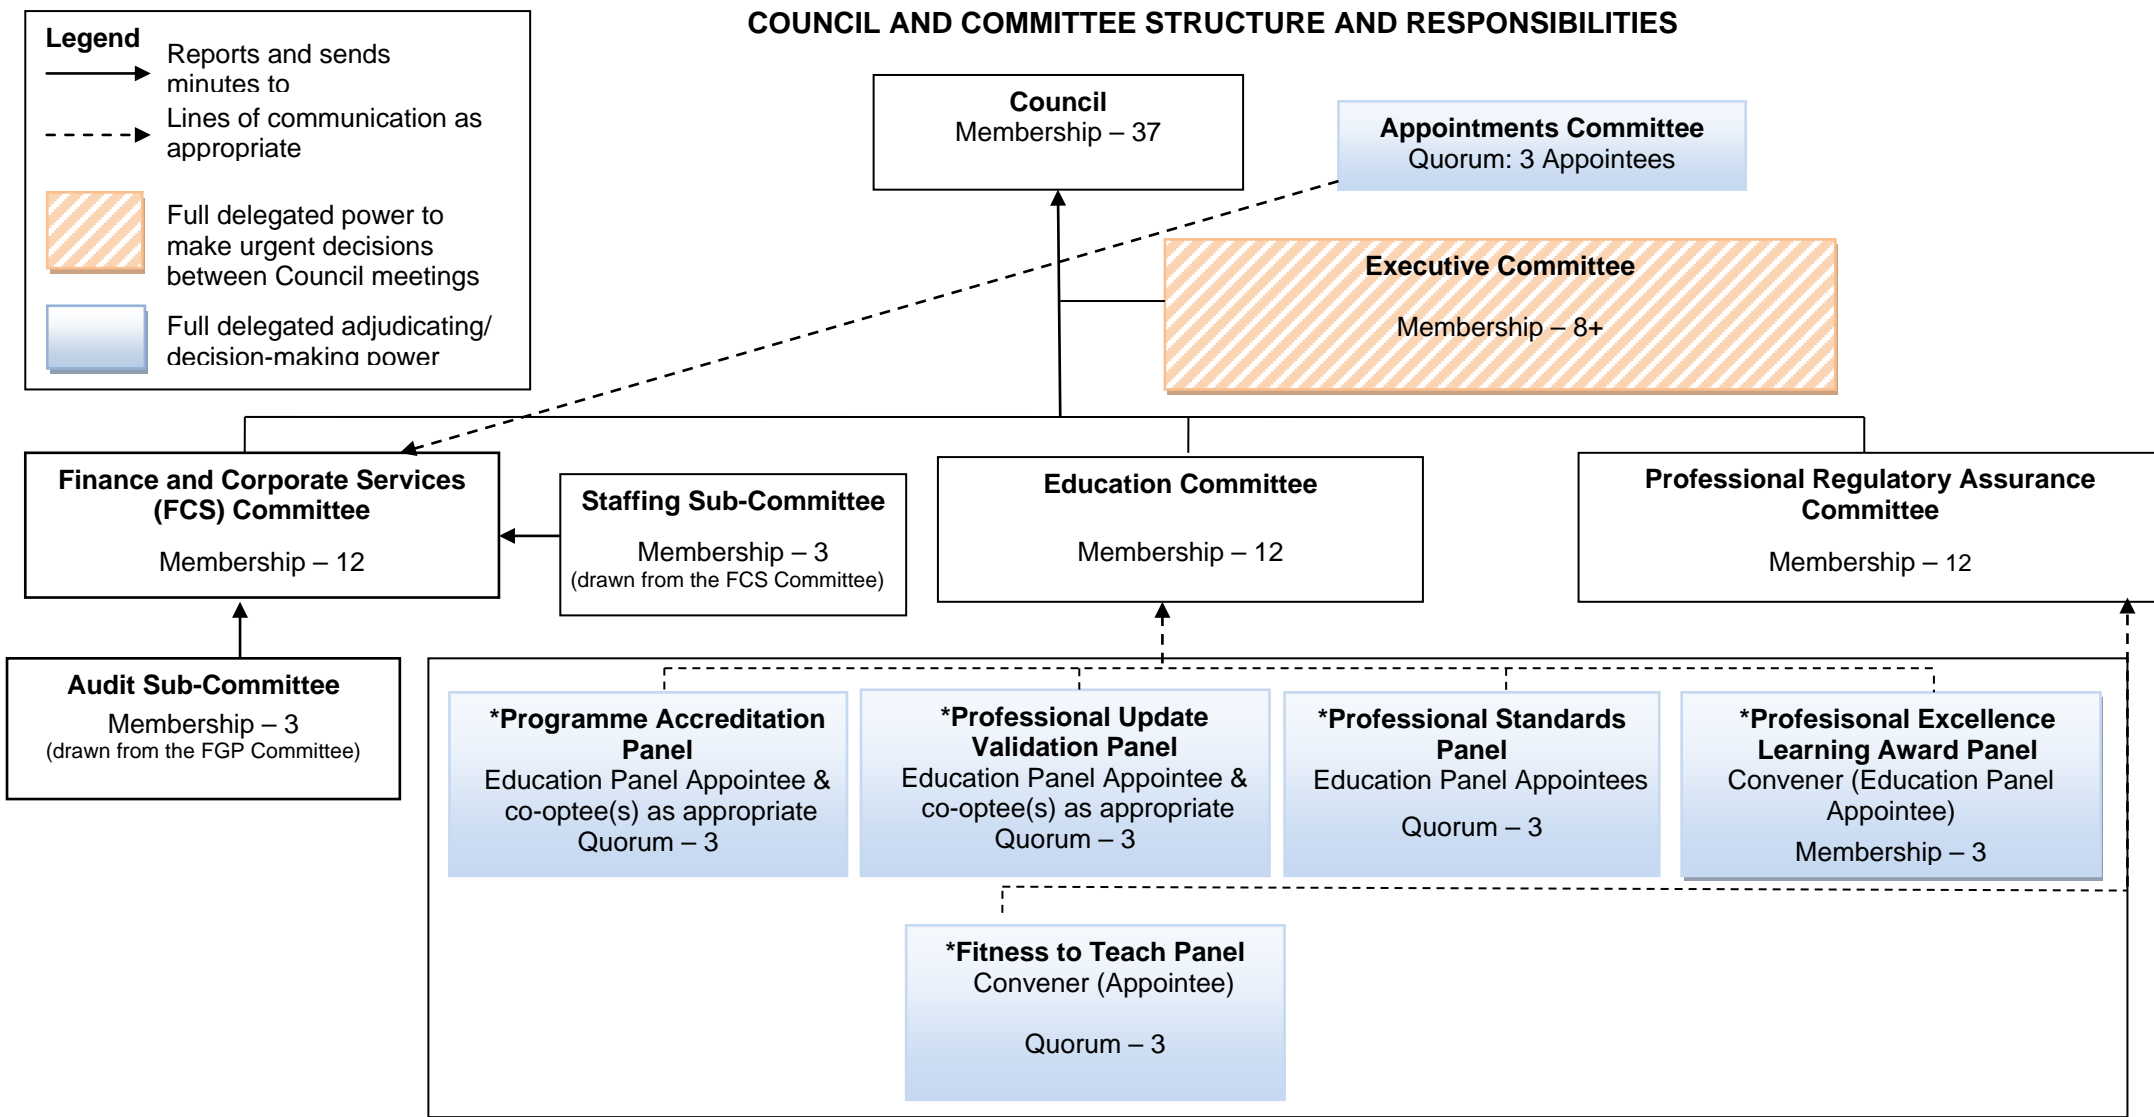 COUNCIL AND COMMITTEE STRUCTURE AND RESPONSIBILITIES
Legend
Reports and sends
minutes to
Lines of communication as
appropriate
Full delegated power to
make urgent decisions
between Council meetings
Full delegated adjudicating/
decision-making power
Council
Membership – 37
Appointments Committee
Quorum: 3 Appointees
Executive Committee
Membership – 8+
Finance and Corporate Services
(FCS) Committee
Membership – 12
Staffing Sub-Committee
Membership – 3
(drawn from the FCS Committee)
Education Committee
Membership – 12
Professional Regulatory Assurance
Committee
Membership – 12
Audit Sub-Committee
Membership – 3
(drawn from the FGP Committee)
*Programme Accreditation
Panel
Education Panel Appointee &
co-optee(s) as appropriate
Quorum – 3
*Professional Update
Validation Panel
Education Panel Appointee &
co-optee(s) as appropriate
Quorum – 3
*Professional Standards
Panel
Education Panel Appointees
Quorum – 3
*Profesisonal Excellence
Learning Award Panel
Convener (Education Panel
Appointee)
Membership – 3
*Fitness to Teach Panel
Convener (Appointee)
Quorum – 3